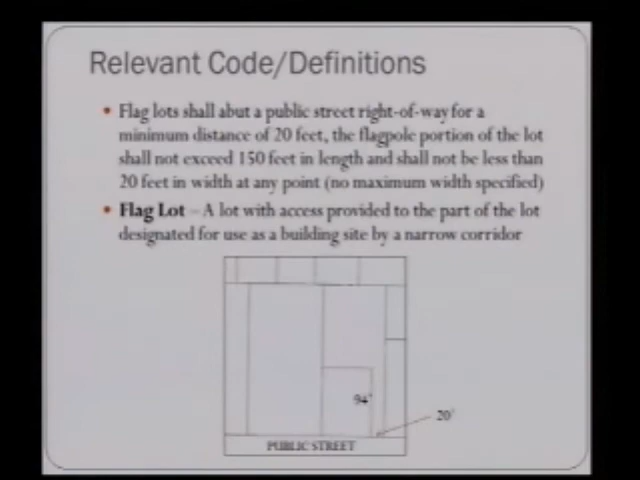 Relevant Code/Definitions
• Flag lots shall abut a public street right-of-way for a
minimum distance of 20 feet, the flagpole portion of the lot
shall not exceed 150 feet in length and shall not be less than
20 feet in width at any point (no maximum width specified)
• Flag Lot – A lot with access provided to the part of the lot
designated for use as a building site by a narrow corridor
94'
20'
PUBLIC STREET